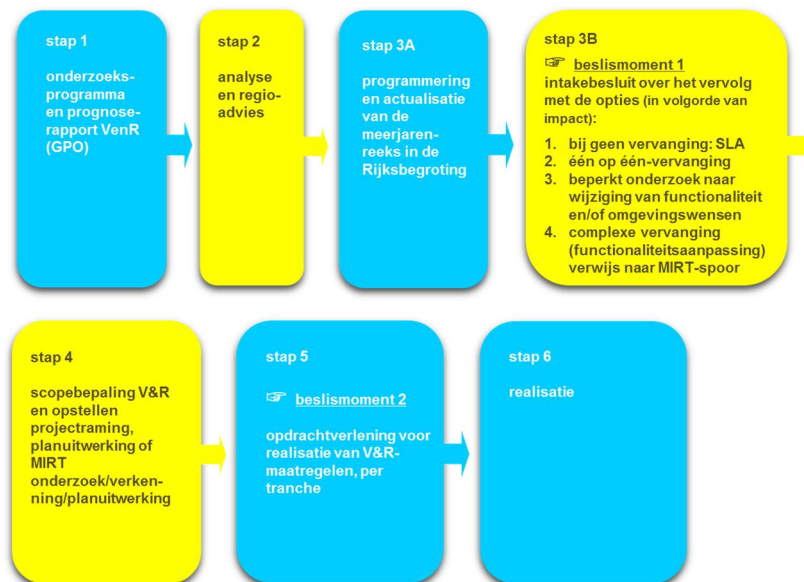 stap 1
onderzoeks-
programma
en prognose-
rapport VenR
(GPO)
stap 2
analyse
en regio-
advies
stap 3A
programmering
en actualisatie
van de
meerjaren-
reeks in de
Rijksbegroting
stap 3B
☞ beslismoment 1
intakebesluit over het vervolg
met de opties (in volgorde van
impact):
1. bij geen vervanging: SLA
2. één op één-vervanging
3. beperkt onderzoek naar
wijziging van functionaliteit
en/of omgevingswensen
4. complexe vervanging
(functionaliteitsaanpassing)
verwijs naar MIRT-spoor
stap 4
scopebepaling V&R
en opstellen
projectraming,
planuitwerking of
MIRT
onderzoek/verken-
ning/planuitwerking
stap 5
☞ beslismoment 2
opdrachtverlening voor
realisatie van V&R-
maatregelen, per
tranche
stap 6
realisatie